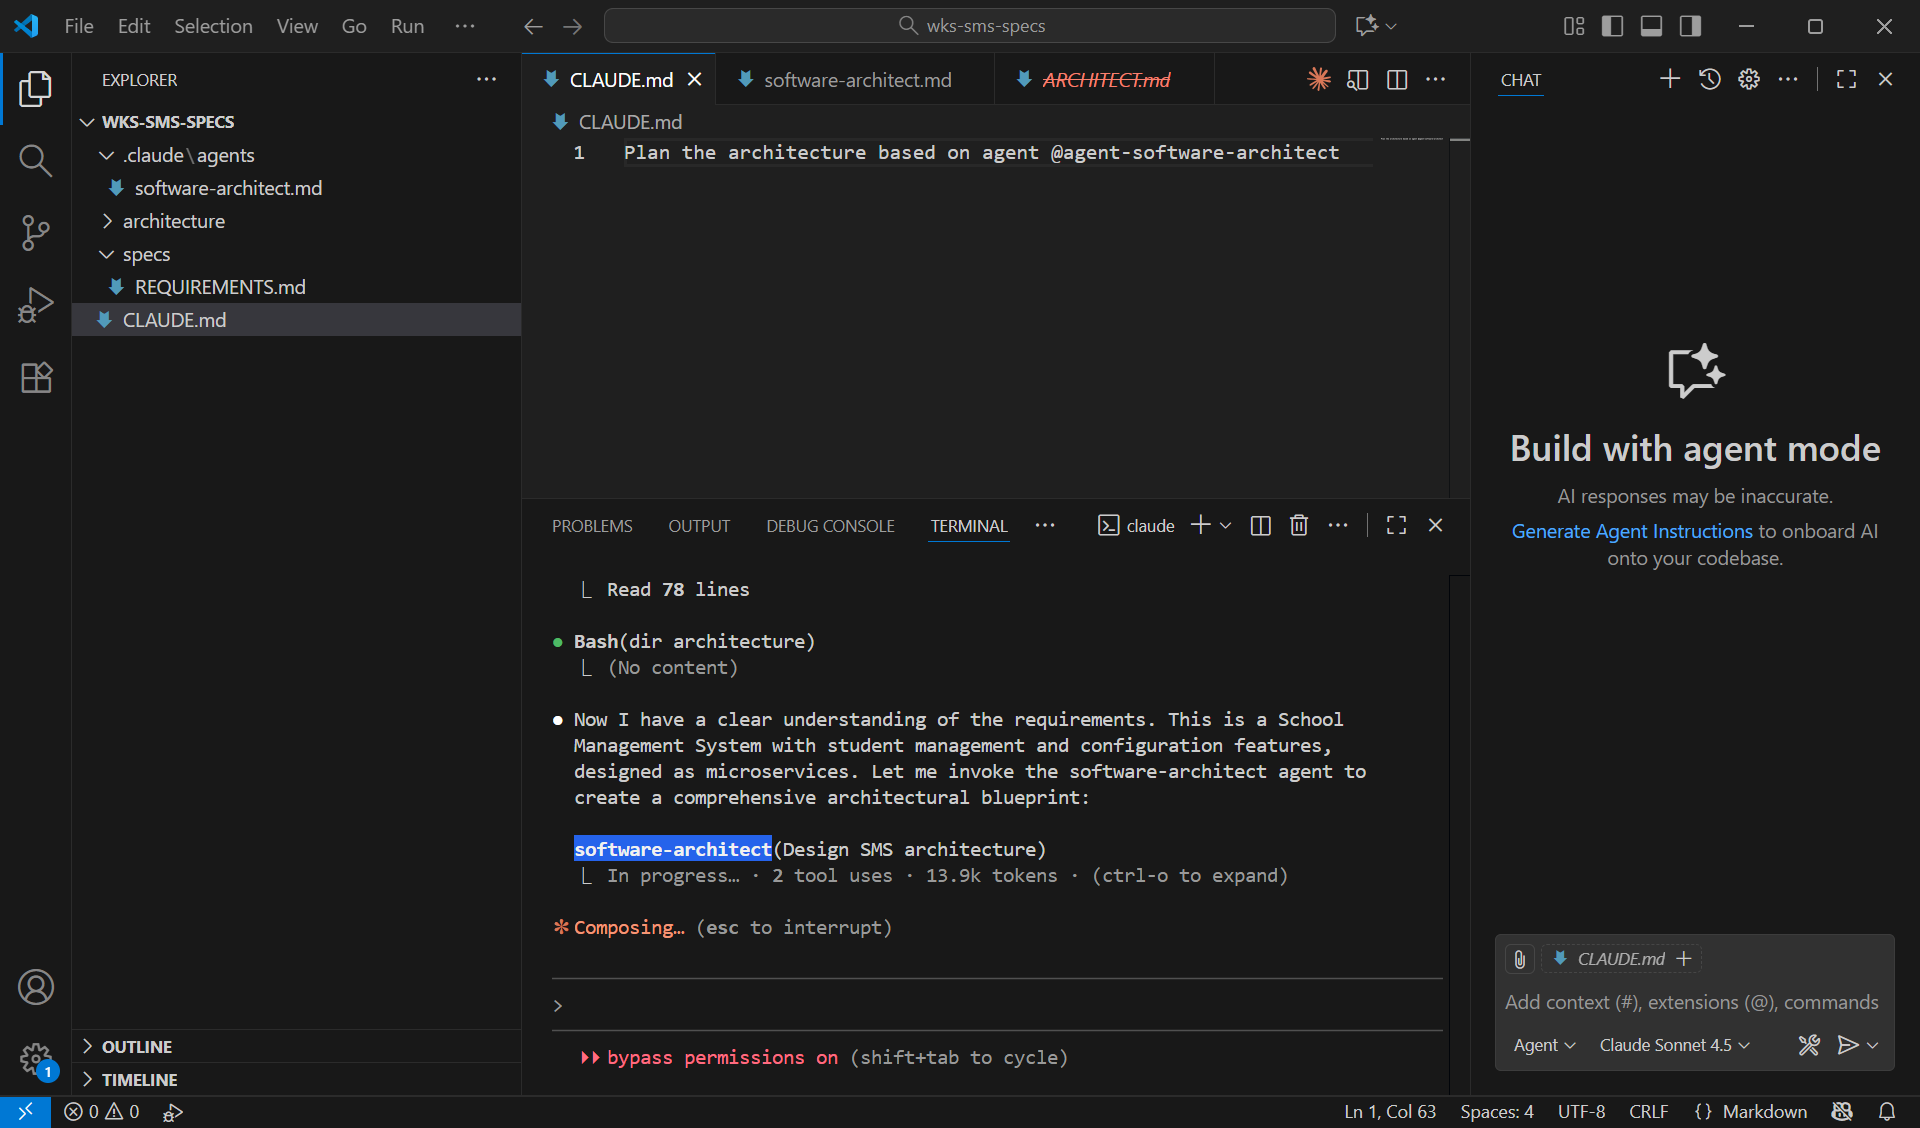 File Edit Selection View Go Run
wks-sms-specs
EXPLORER
WKS-SMS-SPECS
.claude\agents
software-architect.md
architecture
specs
REQUIREMENTS.md
CLAUDE.md
OUTLINE
TIMELINE
1
CLAUDE.md software-architect.md ARCHITECT.md
CLAUDE.md
1 Plan the architecture based on agent @agent-software-architect
PROBLEMS OUTPUT DEBUG CONSOLE TERMINAL claude
Read 78 lines
Bash(dir architecture)
(No content)
Now I have a clear understanding of the requirements. This is a School
Management System with student management and configuration features,
designed as microservices. Let me invoke the software-architect agent to
create a comprehensive architectural blueprint:
software-architect(Design SMS architecture)
In progress… · 2 tool uses · 13.9k tokens · (ctrl-o to expand)
Composing… (esc to interrupt)
>
bypass permissions on (shift+tab to cycle)
CHAT
Build with agent mode
AI responses may be inaccurate.
Generate Agent Instructions to onboard AI
onto your codebase.
CLAUDE.md
Add context (#), extensions (@), commands
Agent Claude Sonnet 4.5
0 0 Ln 1, Col 63 Spaces: 4 UTF-8 CRLF {} Markdown